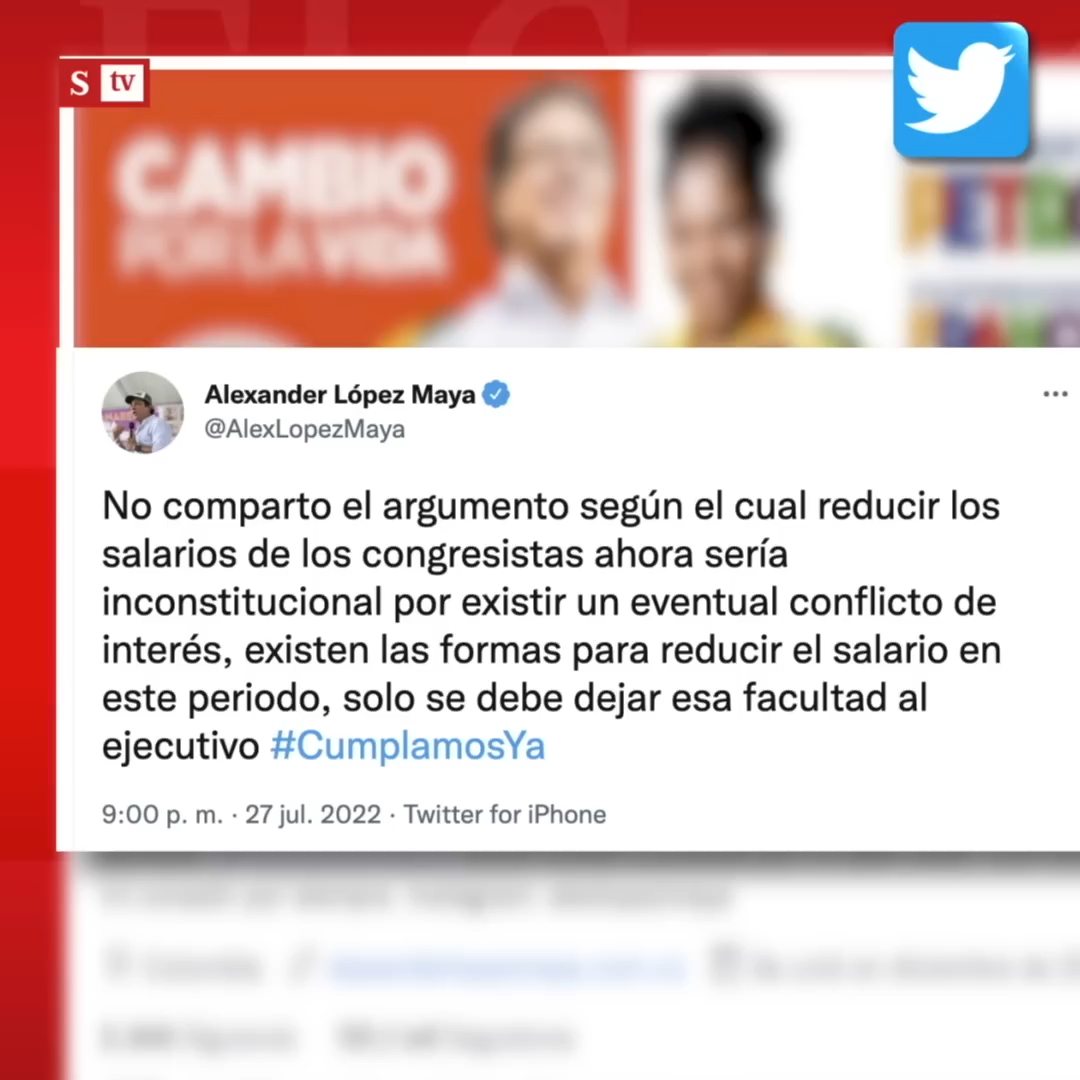 S tv
CAMBIO
POR LA VIDA
PETR
Alexander López Maya
@AlexLopezMaya
No comparto el argumento según el cual reducir los
salarios de los congresistas ahora sería
inconstitucional por existir un eventual conflicto de
interés, existen las formas para reducir el salario en
este periodo, solo se debe dejar esa facultad al
ejecutivo #CumplamosYa
9:00 p. m. · 27 jul. 2022 · Twitter for iPhone